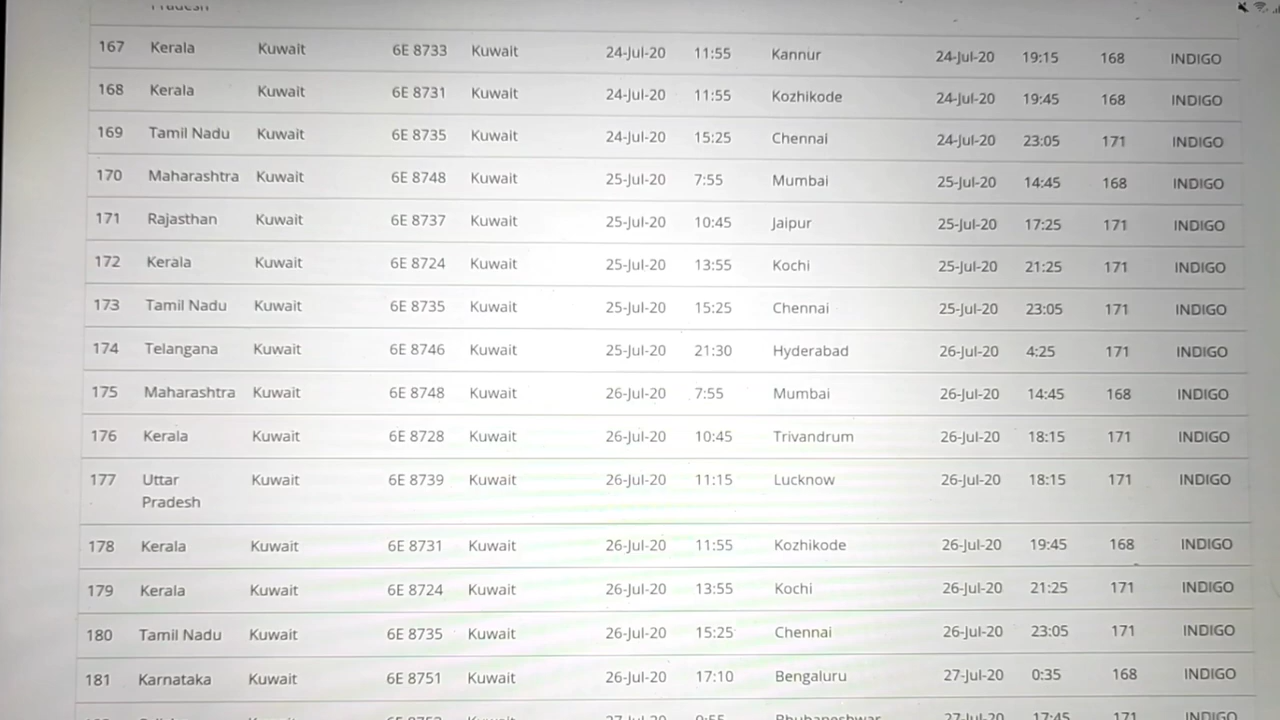 Pradesh
167 Kerala Kuwait 6E 8733 Kuwait 24-Jul-20 11:55 Kannur 24-Jul-20 19:15 168 INDIGO
168 Kerala Kuwait 6E 8731 Kuwait 24-Jul-20 11:55 Kozhikode 24-Jul-20 19:45 168 INDIGO
169 Tamil Nadu Kuwait 6E 8735 Kuwait 24-Jul-20 15:25 Chennai 24-Jul-20 23:05 171 INDIGO
170 Maharashtra Kuwait 6E 8748 Kuwait 25-Jul-20 7:55 Mumbai 25-Jul-20 14:45 168 INDIGO
171 Rajasthan Kuwait 6E 8737 Kuwait 25-Jul-20 10:45 Jaipur 25-Jul-20 17:25 171 INDIGO
172 Kerala Kuwait 6E 8724 Kuwait 25-Jul-20 13:55 Kochi 25-Jul-20 21:25 171 INDIGO
173 Tamil Nadu Kuwait 6E 8735 Kuwait 25-Jul-20 15:25 Chennai 25-Jul-20 23:05 171 INDIGO
174 Telangana Kuwait 6E 8746 Kuwait 25-Jul-20 21:30 Hyderabad 26-Jul-20 4:25 171 INDIGO
175 Maharashtra Kuwait 6E 8748 Kuwait 26-Jul-20 7:55 Mumbai 26-Jul-20 14:45 168 INDIGO
176 Kerala Kuwait 6E 8728 Kuwait 26-Jul-20 10:45 Trivandrum 26-Jul-20 18:15 171 INDIGO
177 Uttar Kuwait 6E 8739 Kuwait 26-Jul-20 11:15 Lucknow 26-Jul-20 18:15 171 INDIGO
Pradesh
178 Kerala Kuwait 6E 8731 Kuwait 26-Jul-20 11:55 Kozhikode 26-Jul-20 19:45 168 INDIGO
179 Kerala Kuwait 6E 8724 Kuwait 26-Jul-20 13:55 Kochi 26-Jul-20 21:25 171 INDIGO
180 Tamil Nadu Kuwait 6E 8735 Kuwait 26-Jul-20 15:25 Chennai 26-Jul-20 23:05 171 INDIGO
181 Karnataka Kuwait 6E 8751 Kuwait 26-Jul-20 17:10 Bengaluru 27-Jul-20 0:35 168 INDIGO
Kuwait 27-Jul-20 Bhubaneshwar 27-Jul-20 17:45 171 INDIGO